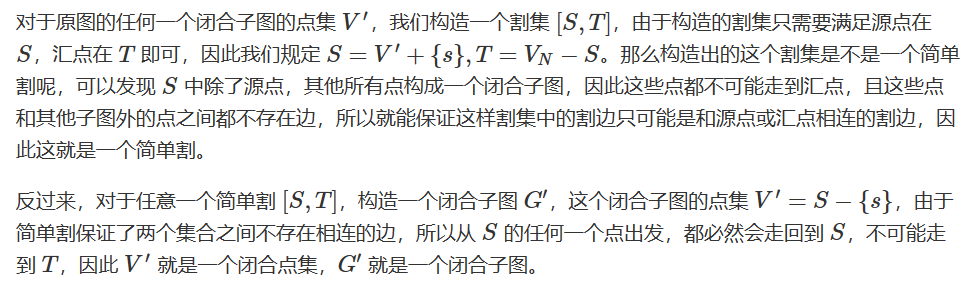 对于原图的任何一个闭合子图的点集 V′，我们构造一个割集 [S, T]，由于构造的割集只需要满足源点在
S，汇点在 T 即可，因此我们规定 S = V′ + {s}, T = V_N − S。那么构造出的这个割集是不是一个简单
割呢，可以发现 S 中除了源点，其他所有点构成一个闭合子图，因此这些点都不可能走到汇点，且这些点
和其他子图外的点之间都不存在边，所以就能保证这样割集中的割边只可能是和源点或汇点相连的割边，因
此这就是一个简单割。
反过来，对于任意一个简单割 [S, T]，构造一个闭合子图 G′，这个闭合子图的点集 V′ = S − {s}，由于
简单割保证了两个集合之间不存在相连的边，所以从 S 的任何一个点出发，都必然会走回到 S，不可能走
到 T，因此 V′ 就是一个闭合点集，G′ 就是一个闭合子图。